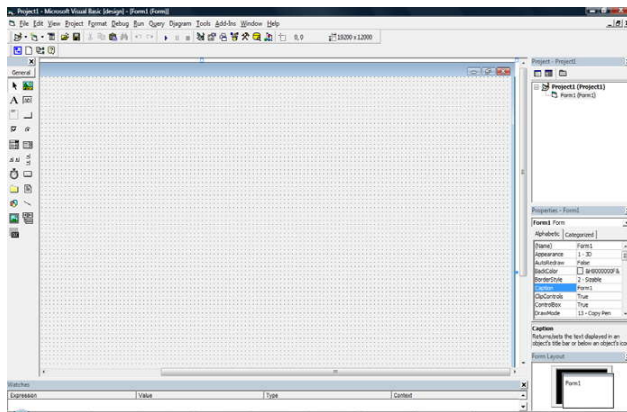 Project1 - Microsoft Visual Basic [design] - [Form1 (Form)]
File Edit View Project Format Debug Run Query Diagram Tools Add-Ins Window Help
0, 0 19200 x 12000
General
Project - Project1
Project1 (Project1)
Form1 (Form1)
Properties - Form1
Form1 Form
Alphabetic Categorized
(Name) Form1
Appearance 1 - 3D
AutoRedraw False
BackColor &H8000000F&
BorderStyle 2 - Sizable
Caption Form1
ClipControls True
ControlBox True
DrawMode 13 - Copy Pen
Caption
Returns/sets the text displayed in an
object's title bar or below an object's icon
Form Layout
Form1
Watches
Expression Value Type Context